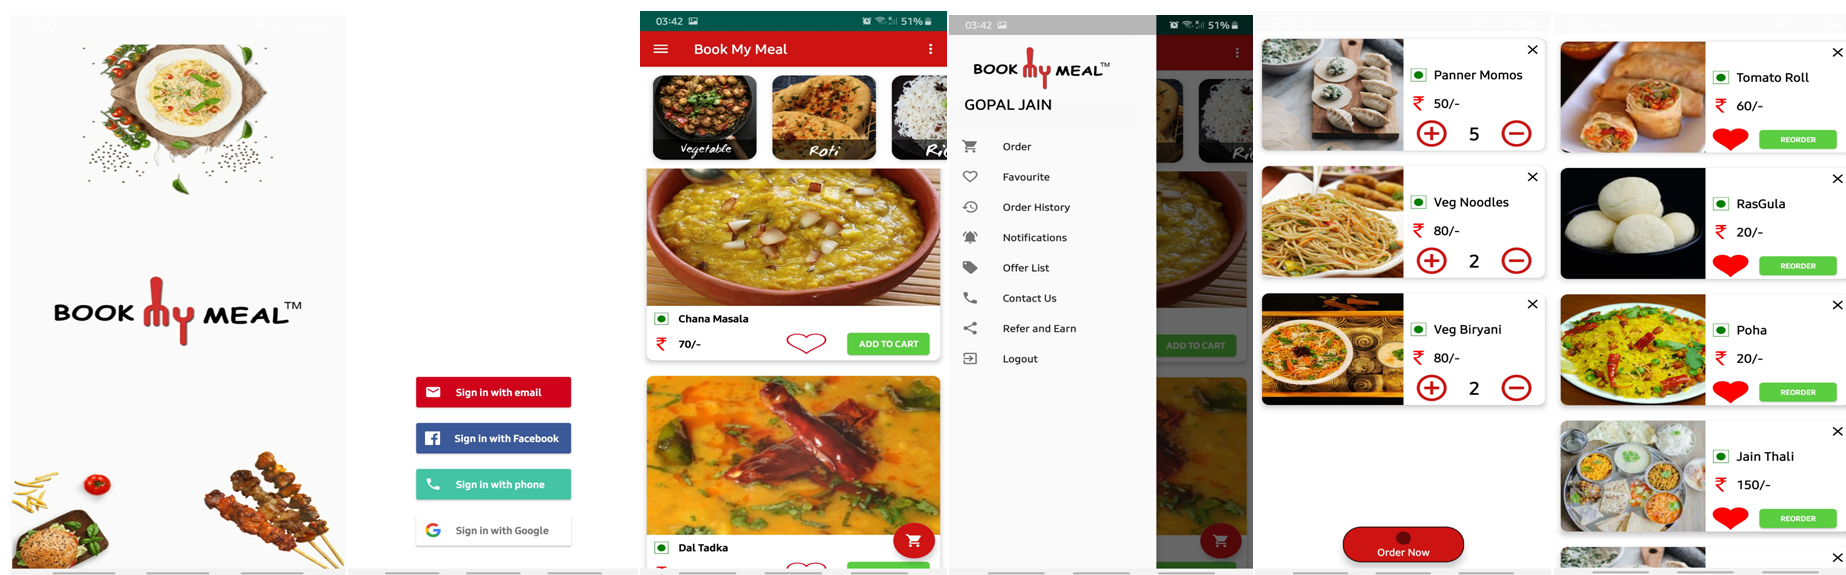 BOOK my MEAL™
Sign in with email
Sign in with Facebook
Sign in with phone
Sign in with Google
03:42 51%
Book My Meal
Vegetable Roti Ric
Chana Masala
₹ 70/-
ADD TO CART
Dal Tadka
03:42 51%
BOOK my MEAL™
GOPAL JAIN
Order
Favourite
Order History
Notifications
Offer List
Contact Us
Refer and Earn
Logout
Ric
ADD TO CART
Panner Momos
₹ 50/-
5
Veg Noodles
₹ 80/-
2
Veg Biryani
₹ 80/-
2
Order Now
Tomato Roll
₹ 60/-
REORDER
RasGula
₹ 20/-
REORDER
Poha
₹ 20/-
REORDER
Jain Thali
₹ 150/-
REORDER